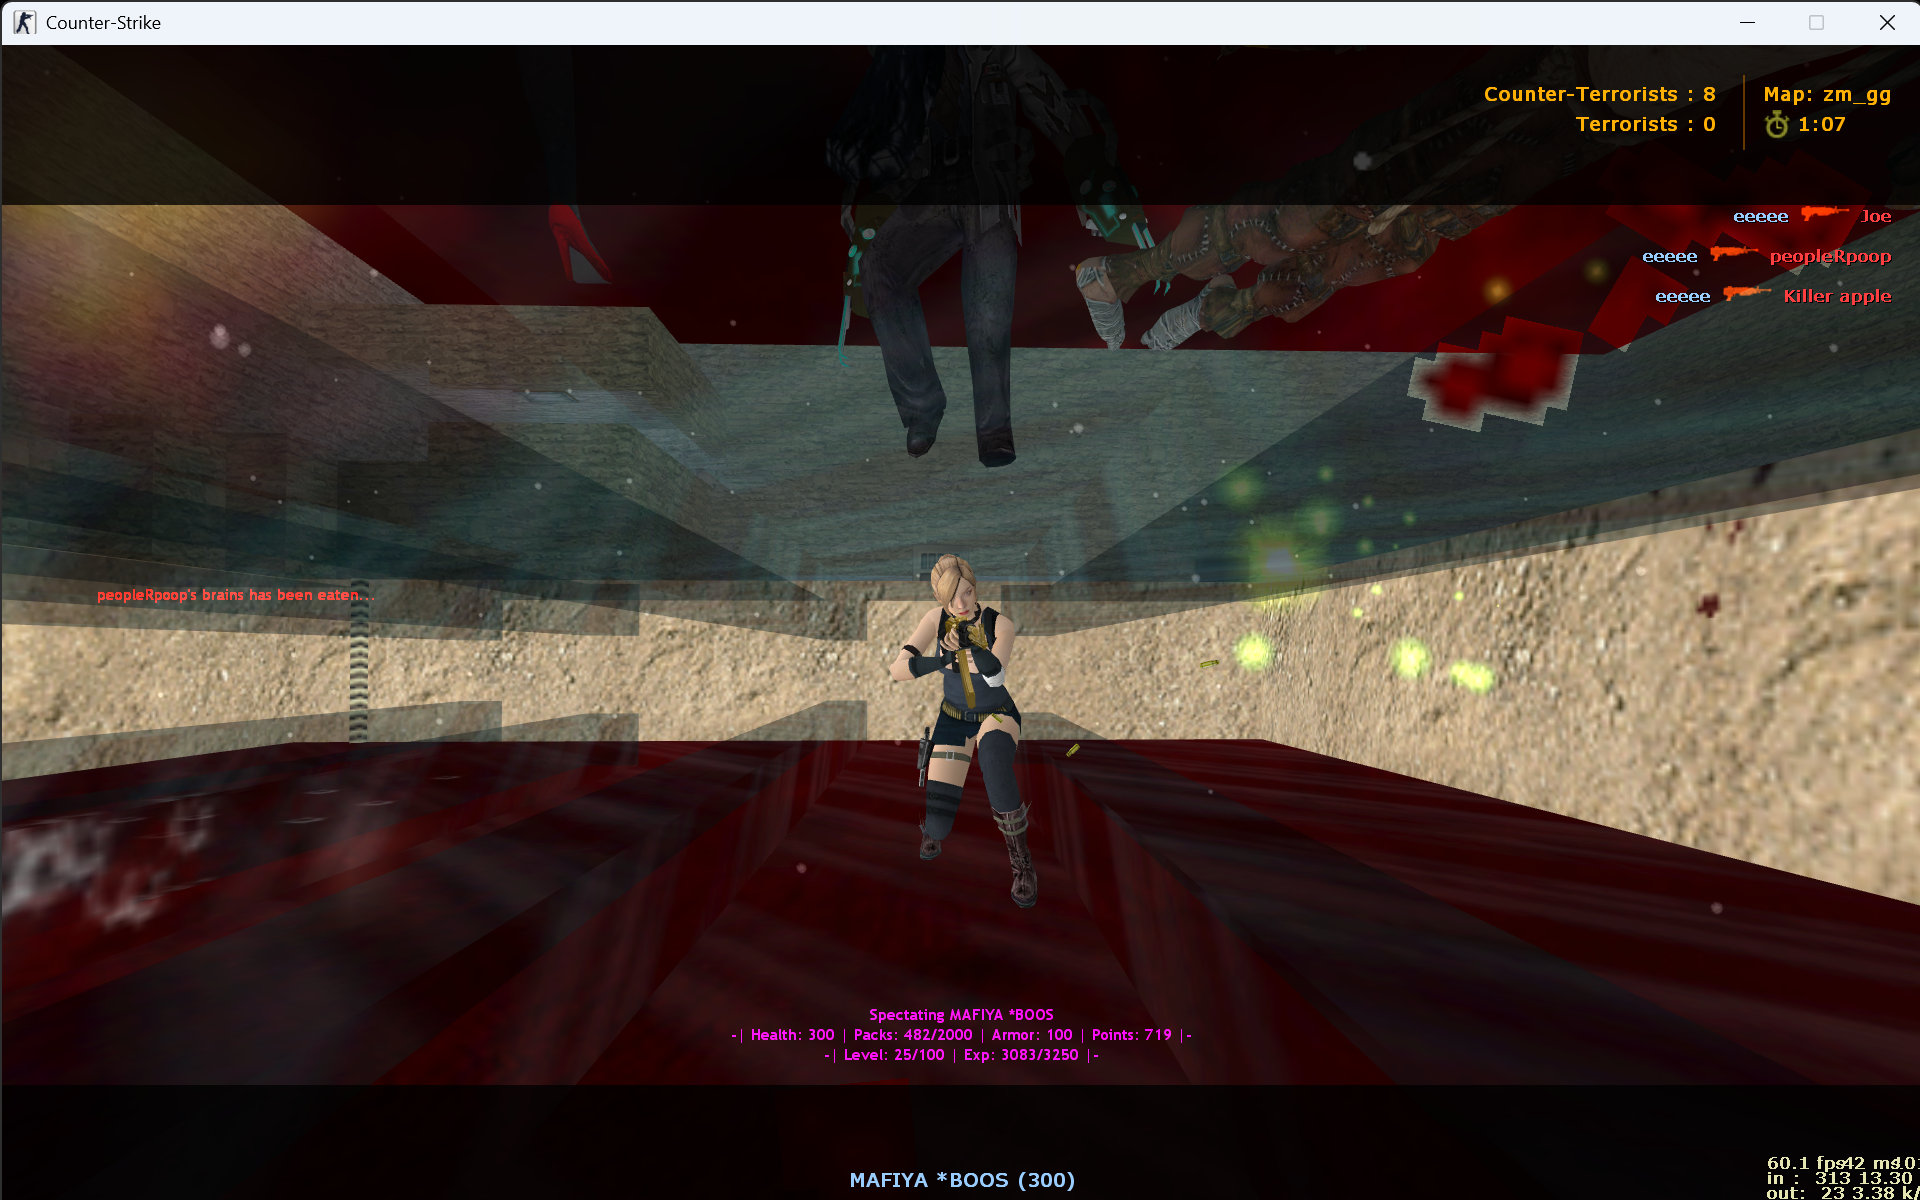 Counter-Strike
Counter-Terrorists : 8
Terrorists : 0
Map: zm_gg
1:07
eeeee Joe
eeeee peopleRpoop
eeeee Killer apple
peopleRpoop's brains has been eaten...
Spectating MAFIYA *BOOS
-| Health: 300 | Packs: 482/2000 | Armor: 100 | Points: 719 |-
-| Level: 25/100 | Exp: 3083/3250 |-
MAFIYA *BOOS (300)
60.1 fps 42 ms
in : 313 13.30
out: 23 3.38 k/